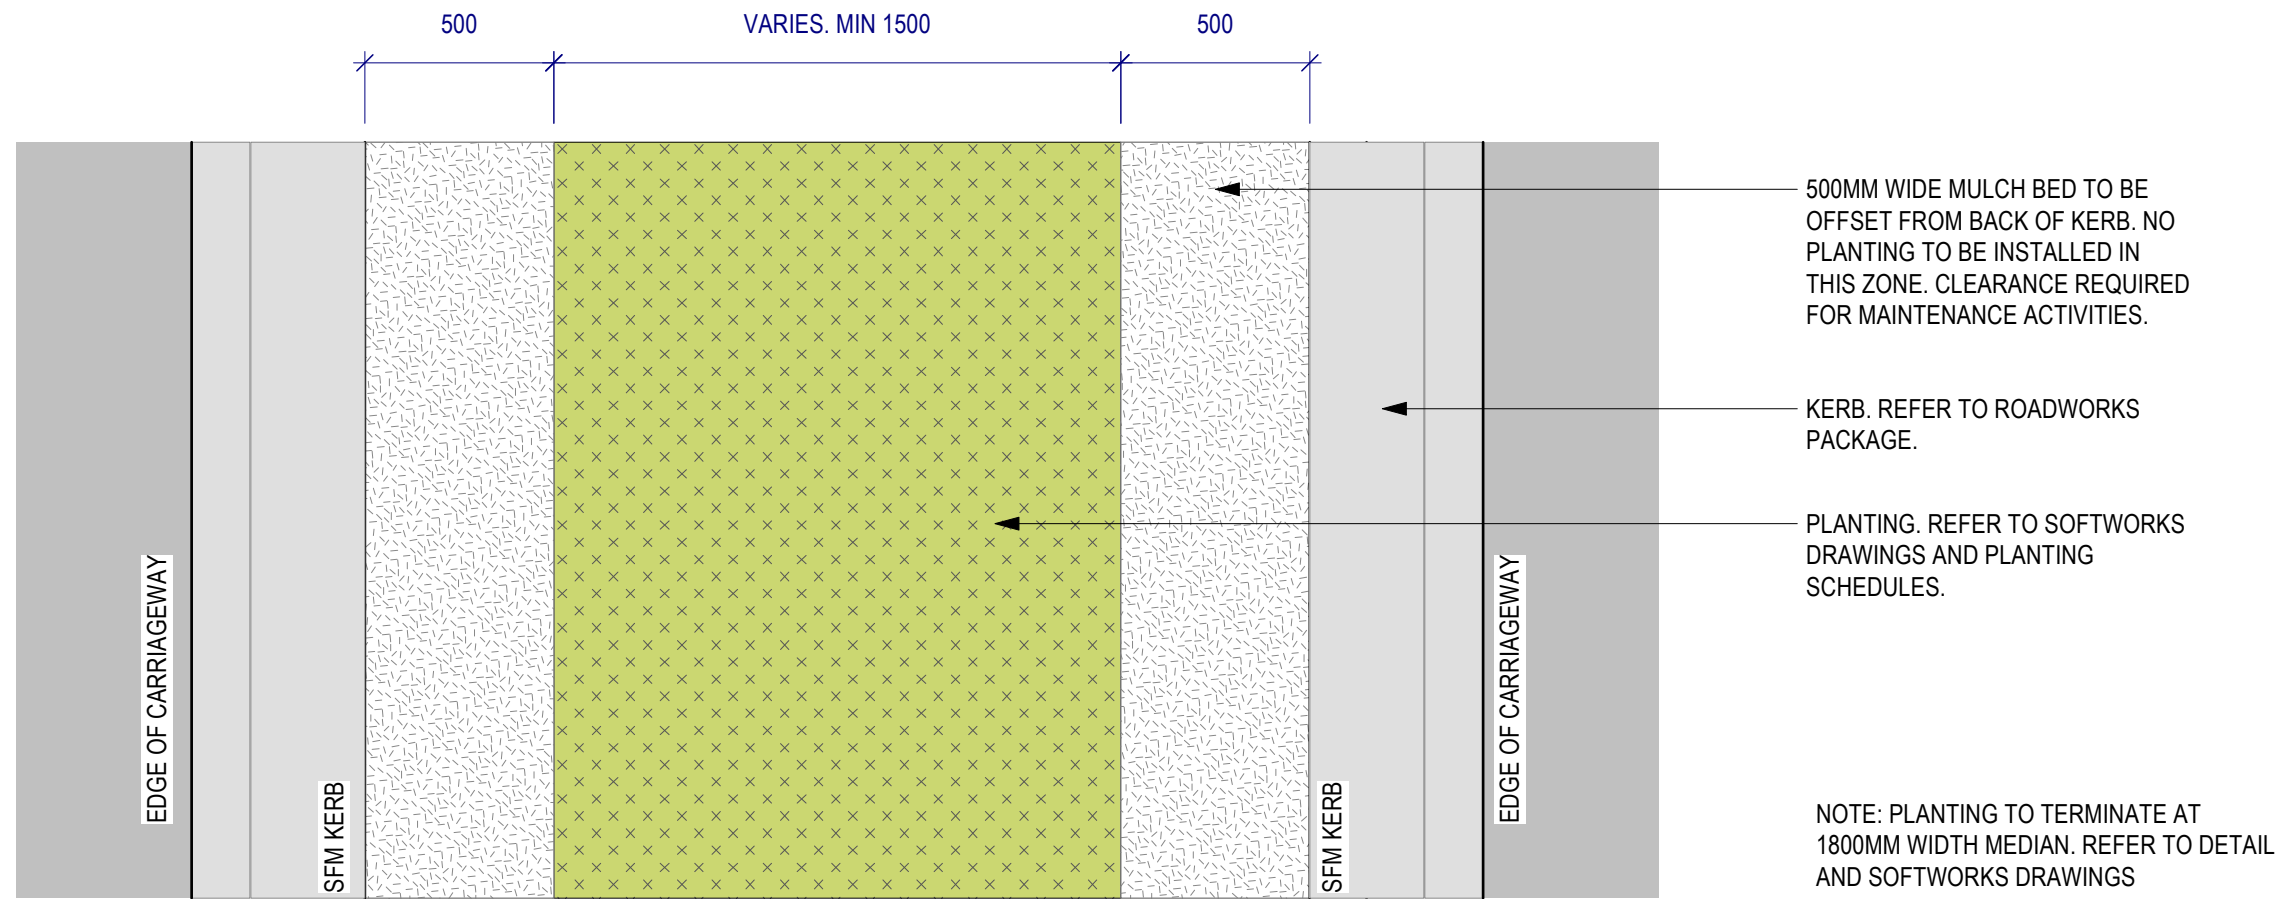 500
VARIES. MIN 1500
500
500MM WIDE MULCH BED TO BE
OFFSET FROM BACK OF KERB. NO
PLANTING TO BE INSTALLED IN
THIS ZONE. CLEARANCE REQUIRED
FOR MAINTENANCE ACTIVITIES.
KERB. REFER TO ROADWORKS
PACKAGE.
PLANTING. REFER TO SOFTWORKS
DRAWINGS AND PLANTING
SCHEDULES.
EDGE OF CARRIAGEWAY
SFM KERB
SFM KERB
EDGE OF CARRIAGEWAY
NOTE: PLANTING TO TERMINATE AT
1800MM WIDTH MEDIAN. REFER TO DETAIL
AND SOFTWORKS DRAWINGS